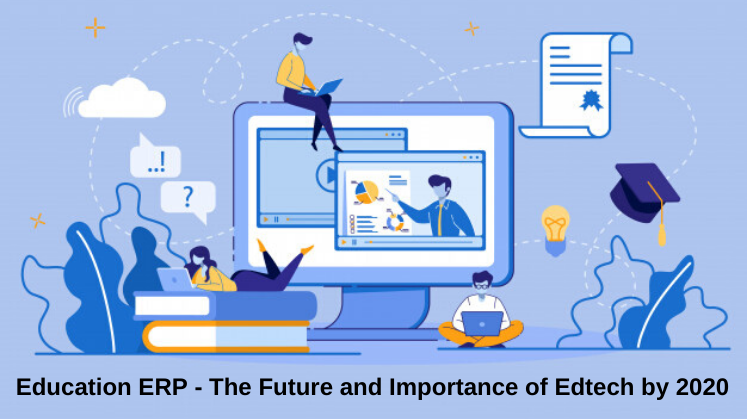 ..!
?
Education ERP - The Future and Importance of Edtech by 2020